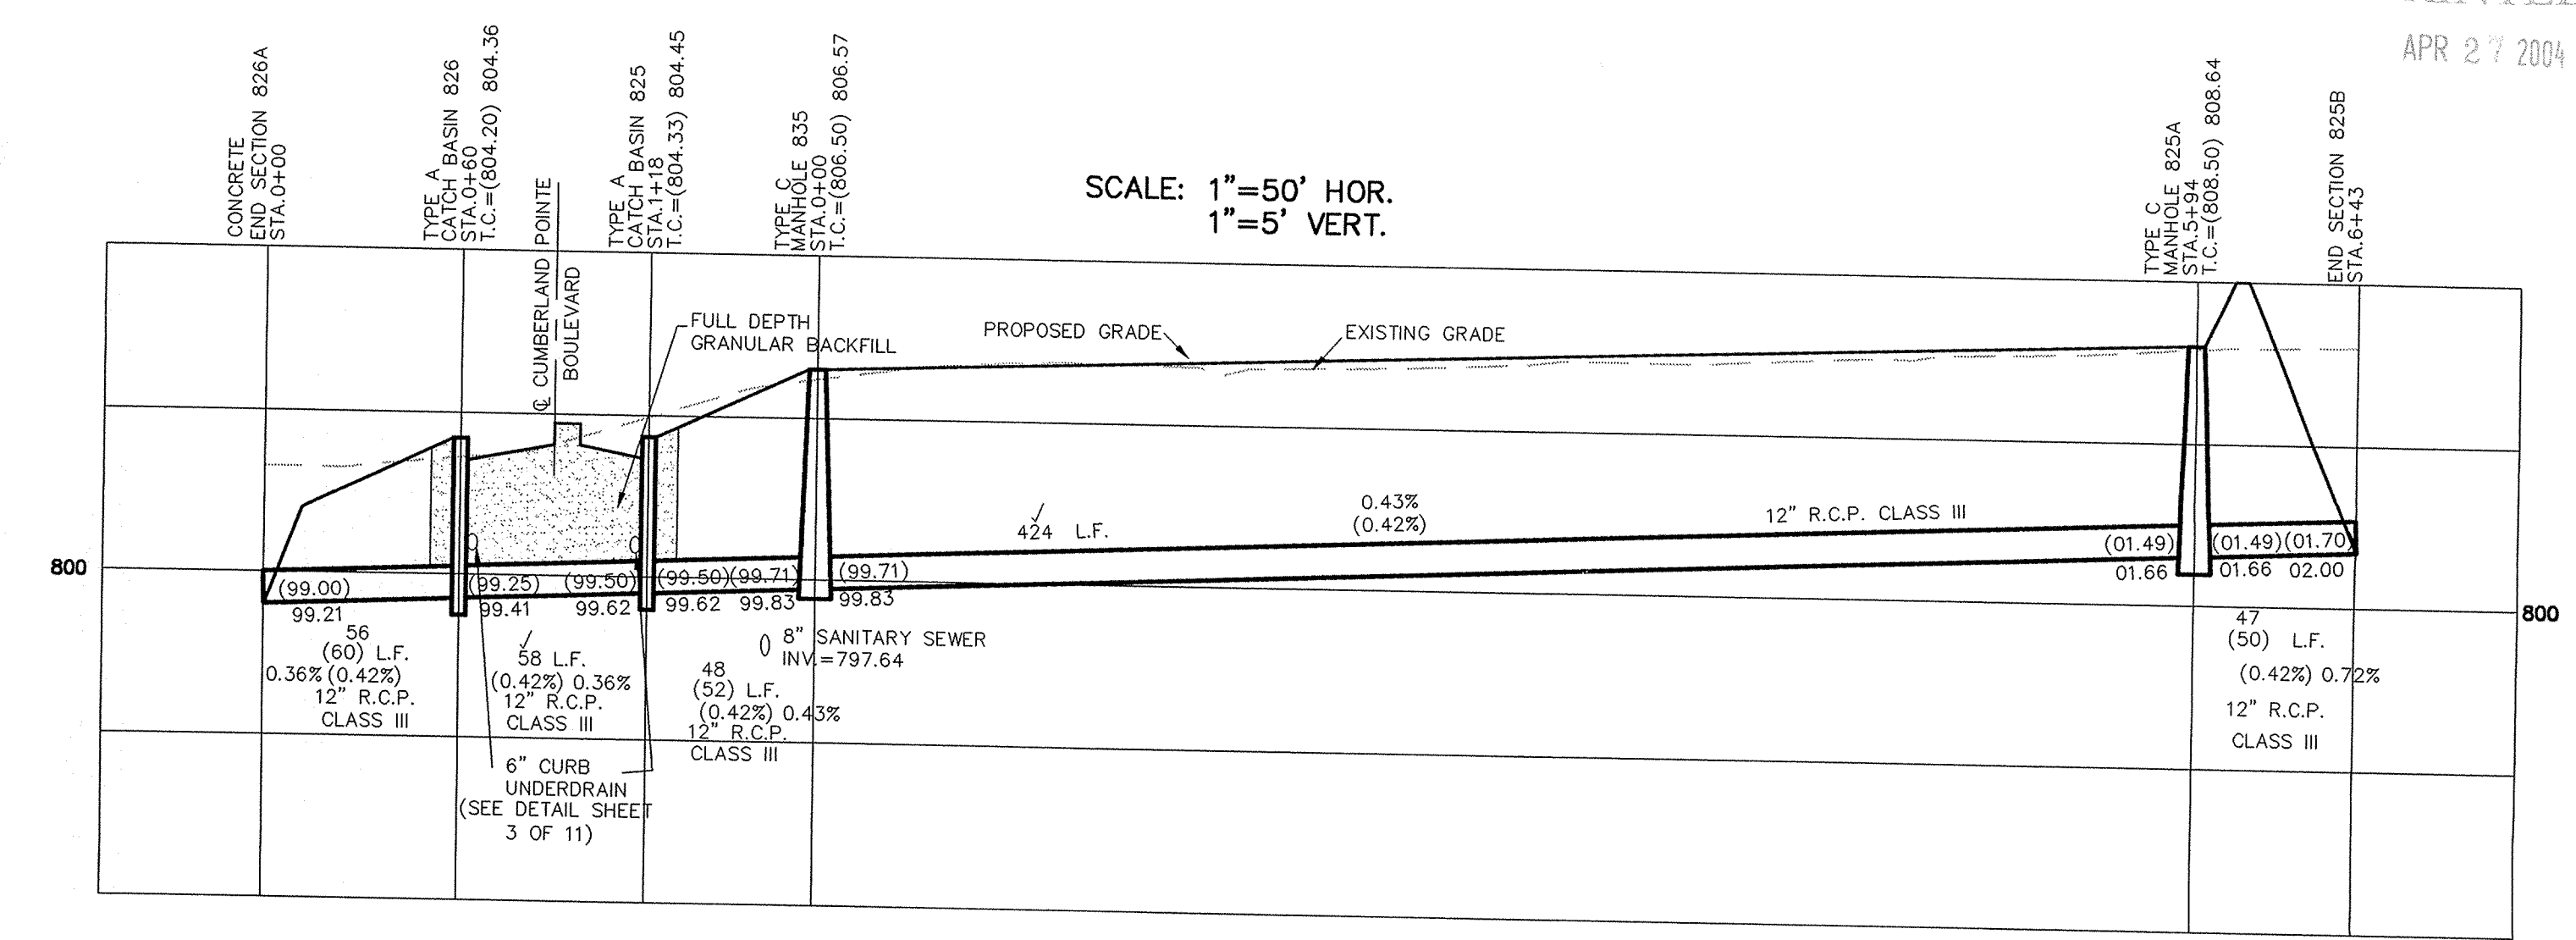 APR 27 2004
CONCRETE
END SECTION 826A
STA.0+00
TYPE A
CATCH BASIN 826
STA.0+60
T.C.=(804.20) 804.36
℄ CUMBERLAND POINTE
BOULEVARD
TYPE A
CATCH BASIN 825
STA.1+18
T.C.=(804.33) 804.45
TYPE C
MANHOLE 835
STA.0+00
T.C.=(806.50) 806.57
SCALE: 1"=50' HOR.
1"=5' VERT.
TYPE C
MANHOLE 825A
STA.5+94
T.C.=(808.50) 808.64
END SECTION 825B
STA.6+43
FULL DEPTH
GRANULAR BACKFILL
PROPOSED GRADE
EXISTING GRADE
424 L.F.
0.43%
(0.42%)
12" R.C.P. CLASS III
800
(99.00)
99.21
(99.25)
99.41
(99.50)
99.62
(99.50)
99.62
(99.71)
99.83
(99.71)
99.83
(01.49)
01.66
(01.49)
01.66
(01.70)
02.00
800
56
(60) L.F.
0.36% (0.42%)
12" R.C.P.
CLASS III
58 L.F.
(0.42%) 0.36%
12" R.C.P.
CLASS III
48
(52) L.F.
(0.42%) 0.43%
12" R.C.P.
CLASS III
8" SANITARY SEWER
INV.=797.64
47
(50) L.F.
(0.42%) 0.72%
12" R.C.P.
CLASS III
6" CURB
UNDERDRAIN
(SEE DETAIL SHEET
3 OF 11)